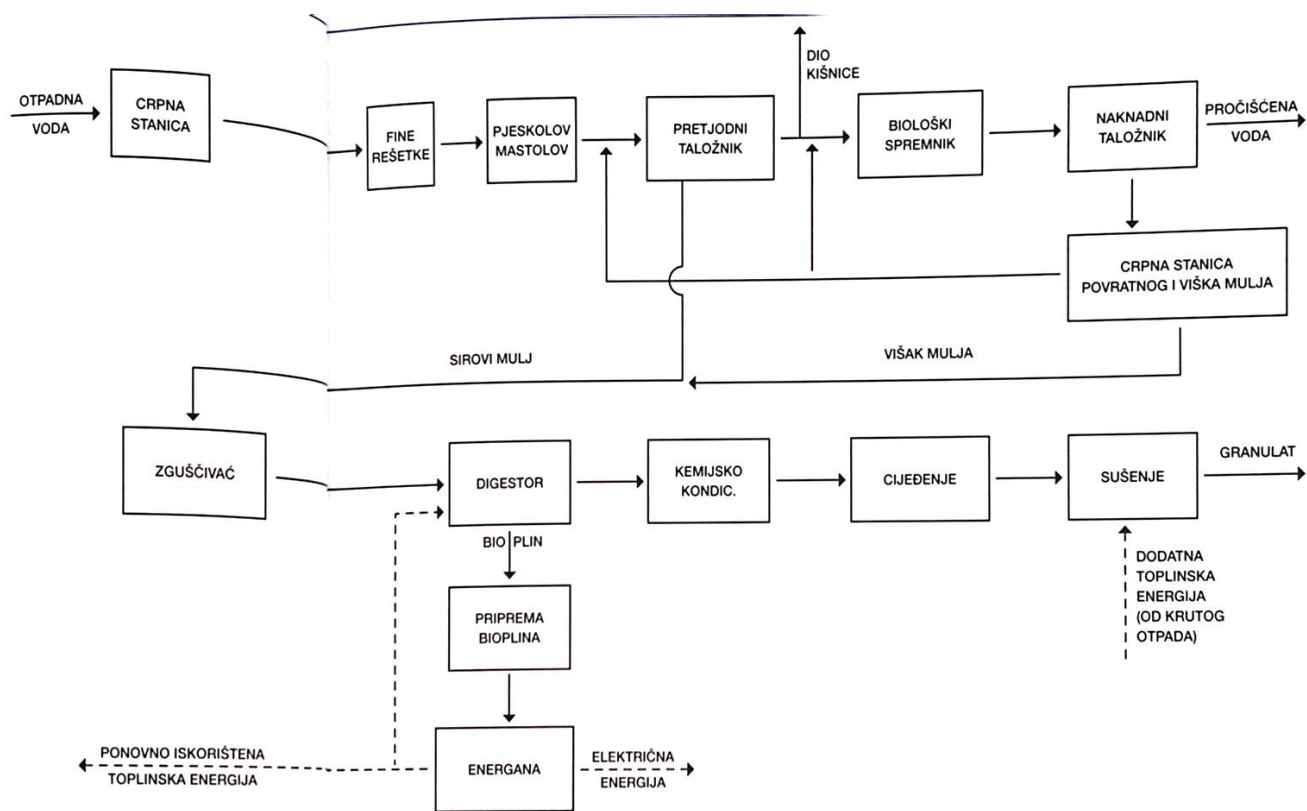 OTPADNA
VODA
CRPNA
STANICA
FINE
REŠETKE
PJESKOLOV
MASTOLOV
PRETJODNI
TALOŽNIK
DIO
KIŠNICE
BIOLOŠKI
SPREMNIK
NAKNADNI
TALOŽNIK
PROČIŠĆENA
VODA
CRPNA STANICA
POVRATNOG I VIŠKA MULJA
SIROVI MULJ
VIŠAK MULJA
ZGUŠČIVAĆ
DIGESTOR
KEMIJSKO
KONDIC.
CIJEĐENJE
SUŠENJE
GRANULAT
BIO PLIN
PRIPREMA
BIOPLINA
DODATNA
TOPLINSKA
ENERGIJA
(OD KRUTOG
OTPADA)
PONOVNO ISKORIŠTENA
TOPLINSKA ENERGIJA
ENERGANA
ELEKTRIČNA
ENERGIJA